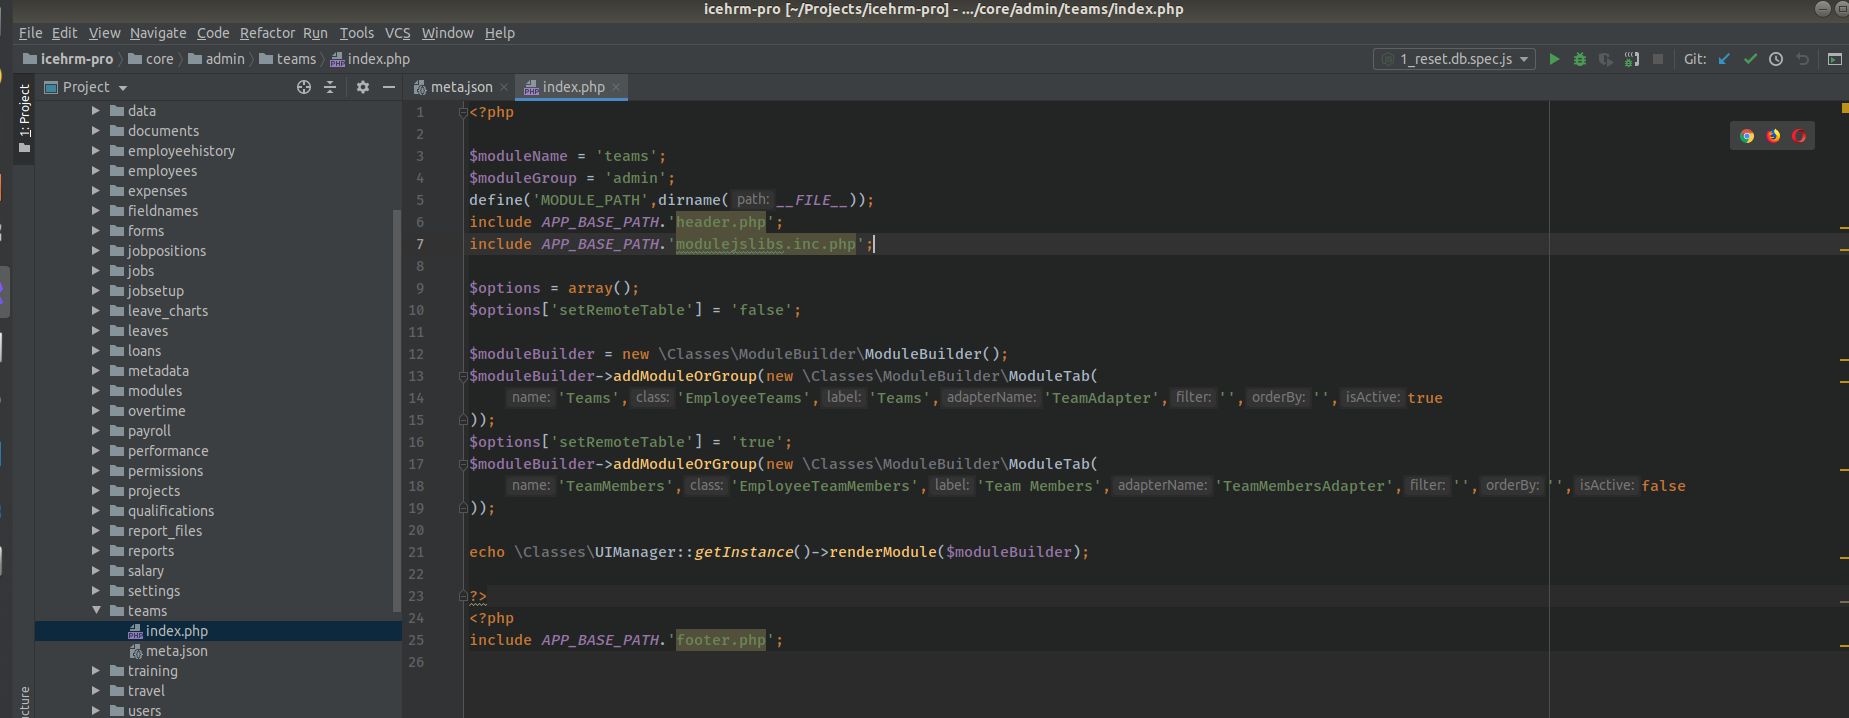 icehrm-pro [~/Projects/icehrm-pro] - .../core/admin/teams/index.php
File Edit View Navigate Code Refactor Run Tools VCS Window Help
icehrm-pro core admin teams index.php
1_reset.db.spec.js Git:
Project
meta.json index.php
1: Project
data
documents
employeehistory
employees
expenses
fieldnames
forms
jobpositions
jobs
jobsetup
leave_charts
leaves
loans
metadata
modules
overtime
payroll
performance
permissions
projects
qualifications
report_files
reports
salary
settings
teams
index.php
meta.json
training
travel
users
ucture
1 <?php
2
3 $moduleName = 'teams';
4 $moduleGroup = 'admin';
5 define('MODULE_PATH',dirname( path: __FILE__));
6 include APP_BASE_PATH.'header.php';
7 include APP_BASE_PATH.'modulejslibs.inc.php';
8
9 $options = array();
10 $options['setRemoteTable'] = 'false';
11
12 $moduleBuilder = new \Classes\ModuleBuilder\ModuleBuilder();
13 $moduleBuilder->addModuleOrGroup(new \Classes\ModuleBuilder\ModuleTab(
14 name: 'Teams', class: 'EmployeeTeams', label: 'Teams', adapterName: 'TeamAdapter', filter: '', orderBy: '', isActive: true
15 ));
16 $options['setRemoteTable'] = 'true';
17 $moduleBuilder->addModuleOrGroup(new \Classes\ModuleBuilder\ModuleTab(
18 name: 'TeamMembers', class: 'EmployeeTeamMembers', label: 'Team Members', adapterName: 'TeamMembersAdapter', filter: '', orderBy: '', isActive: false
19 ));
20
21 echo \Classes\UIManager::getInstance()->renderModule($moduleBuilder);
22
23 ?>
24 <?php
25 include APP_BASE_PATH.'footer.php';
26